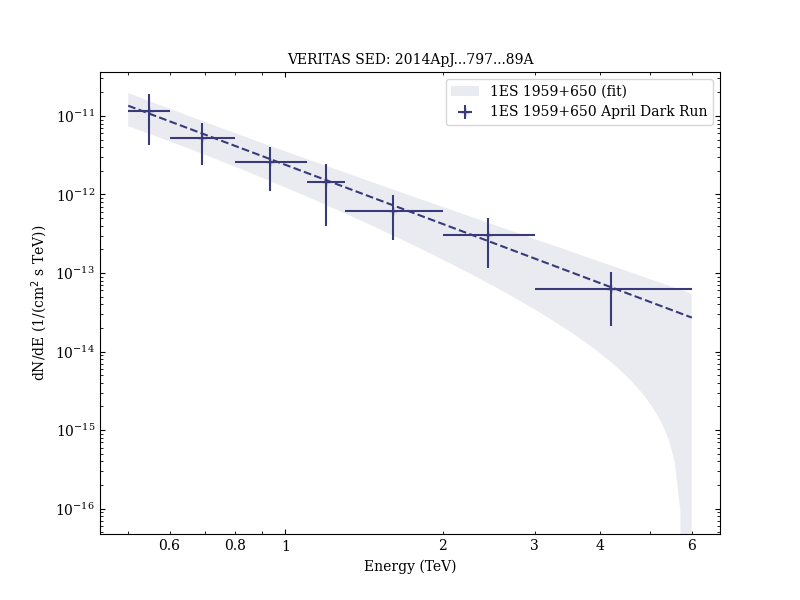 VERITAS SED: 2014ApJ...797...89A
1ES 1959+650 (fit)
1ES 1959+650 April Dark Run
dN/dE (1/(cm² s TeV))
10⁻¹¹
10⁻¹²
10⁻¹³
10⁻¹⁴
10⁻¹⁵
10⁻¹⁶
0.6 0.8 1 2 3 4 6
Energy (TeV)